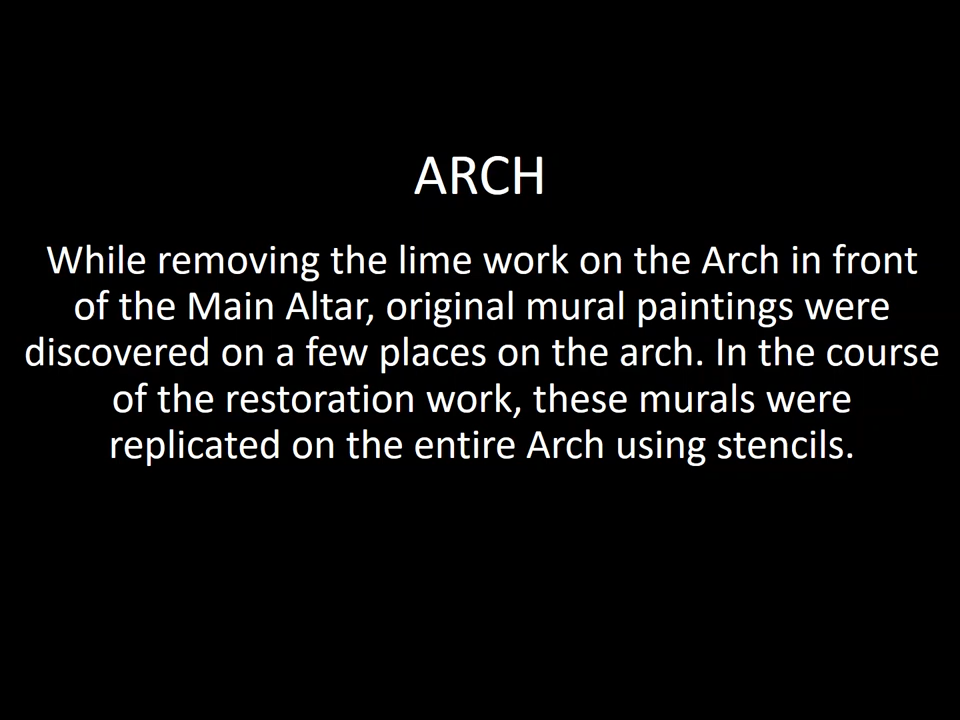 ARCH
While removing the lime work on the Arch in front
of the Main Altar, original mural paintings were
discovered on a few places on the arch. In the course
of the restoration work, these murals were
replicated on the entire Arch using stencils.